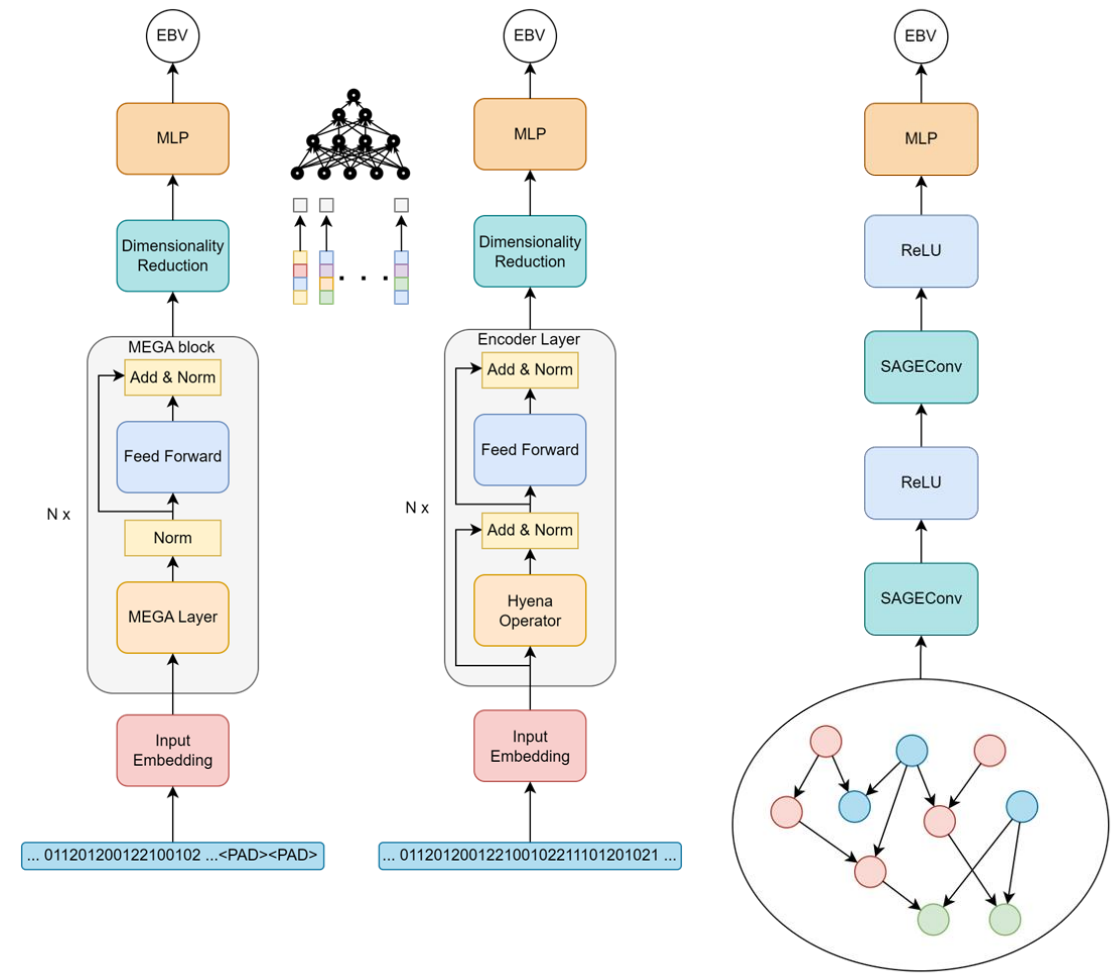 EBV
MLP
Dimensionality
Reduction
MEGA block
Add & Norm
Feed Forward
N x
Norm
MEGA Layer
Input
Embedding
... 011201200122100102 ...<PAD><PAD>
EBV
MLP
Dimensionality
Reduction
Encoder Layer
Add & Norm
Feed Forward
N x
Add & Norm
Hyena
Operator
Input
Embedding
... 0112012001221001022211101201021 ...
EBV
MLP
ReLU
SAGEConv
ReLU
SAGEConv